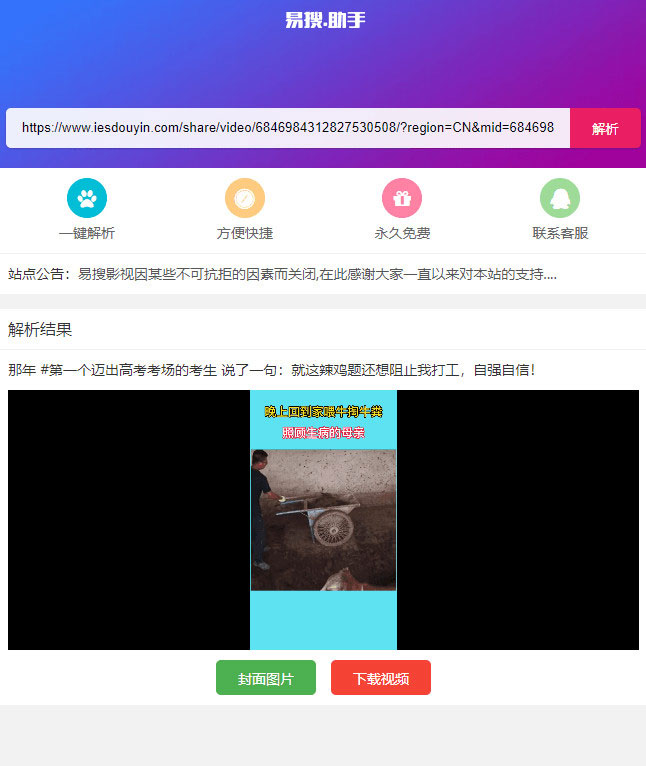 易搜.助手
https://www.iesdouyin.com/share/video/6846984312827530508/?region=CN&mid=684698
解析
一键解析
方便快捷
永久免费
联系客服
站点公告：易搜影视因某些不可抗拒的因素而关闭,在此感谢大家一直以来对本站的支持....
解析结果
那年 #第一个迈出高考考场的考生 说了一句：就这辣鸡题还想阻止我打工，自强自信！
晚上回到家喂牛掏牛粪
照顾生病的母亲
封面图片
下载视频